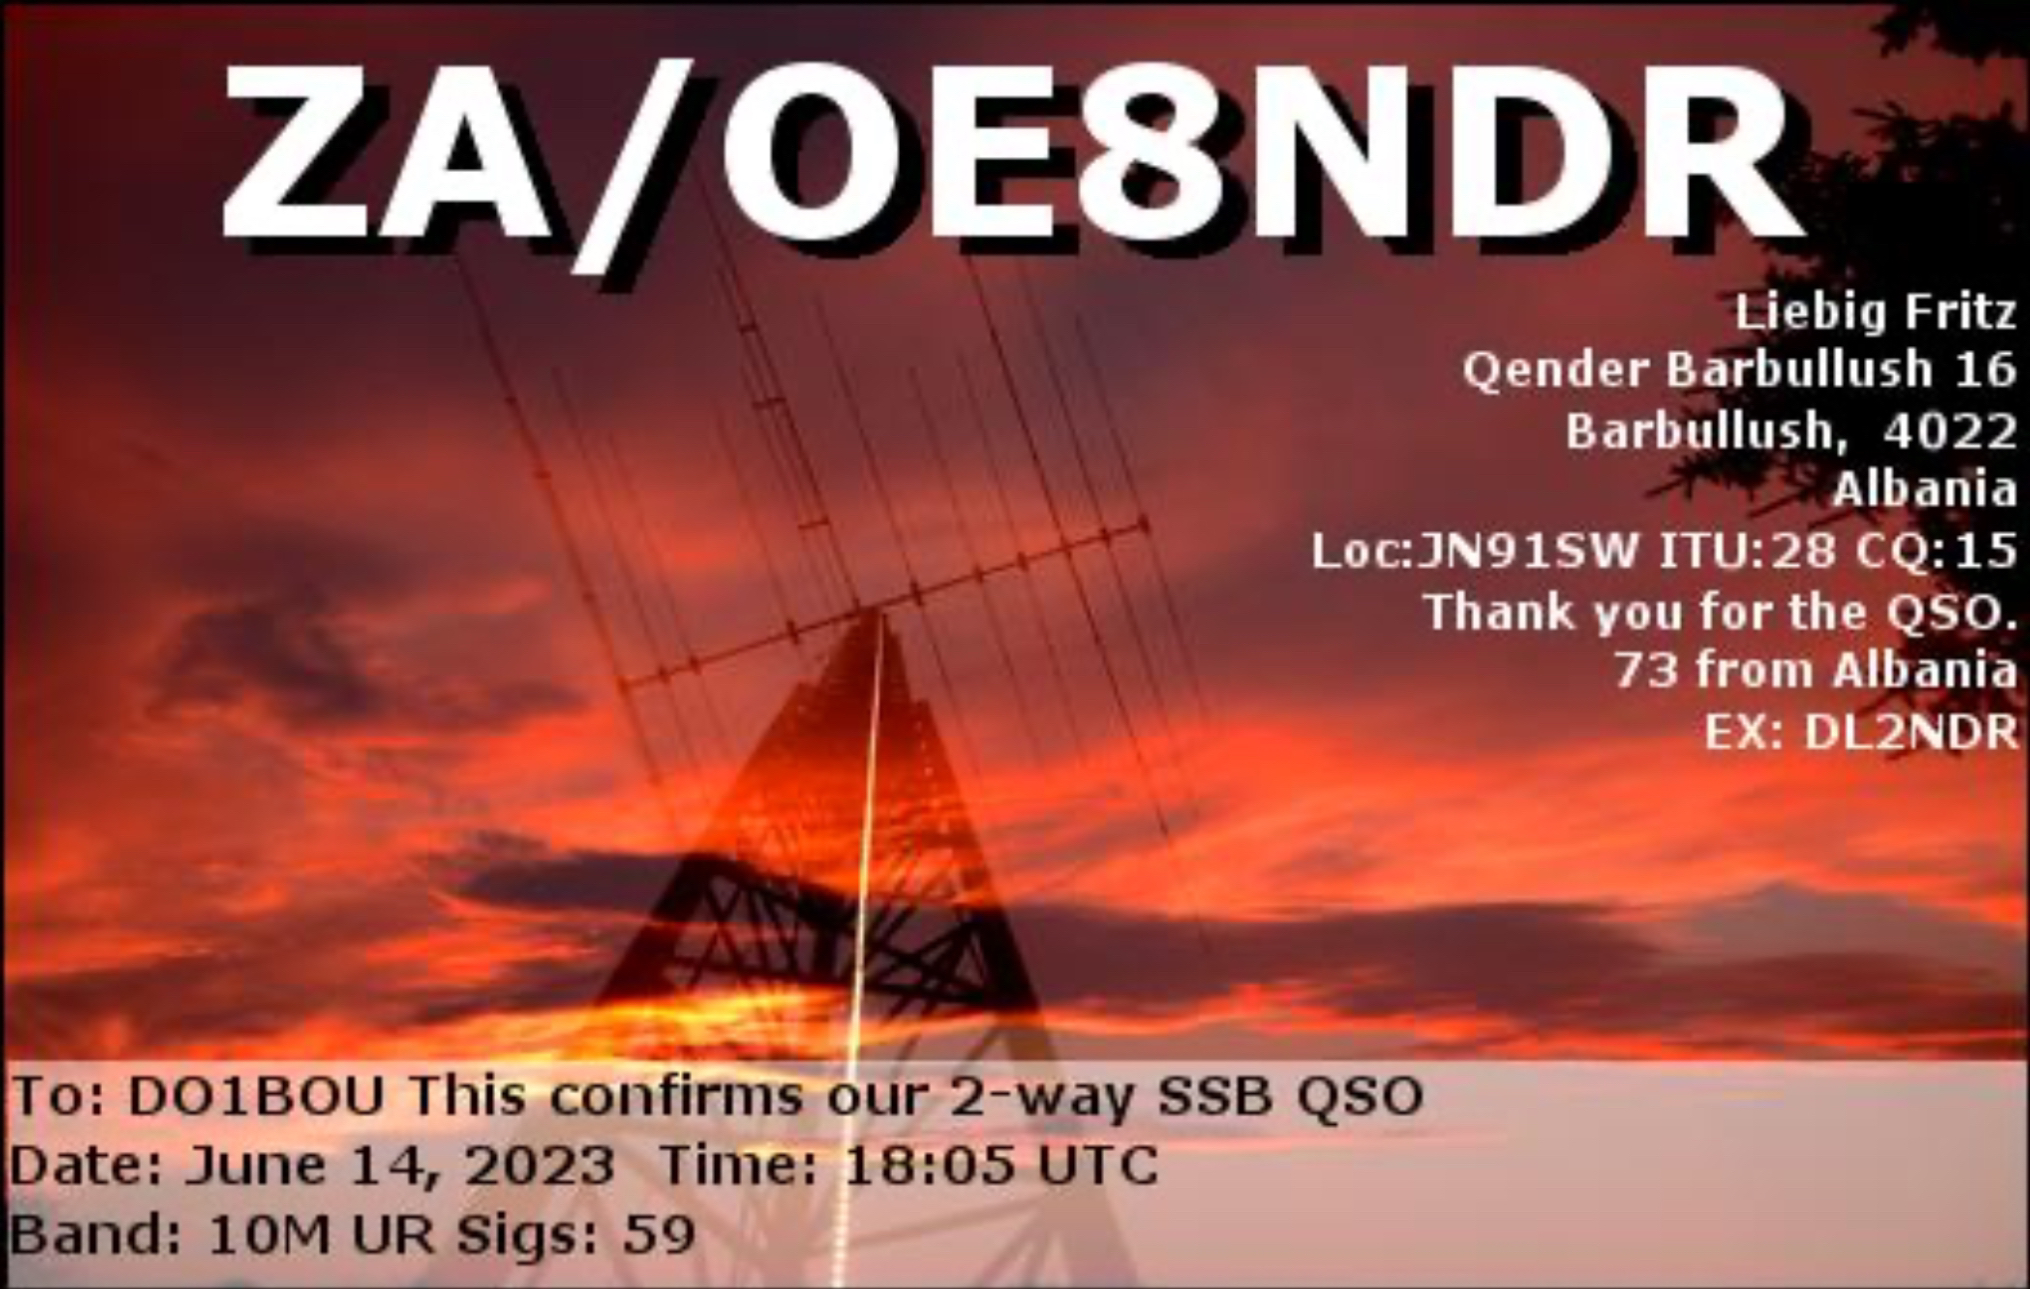 ZA/OE8NDR
Liebig Fritz
Qender Barbullush 16
Barbullush, 4022
Albania
Loc:JN91SW ITU:28 CQ:15
Thank you for the QSO.
73 from Albania
EX: DL2NDR
To: DO1BOU This confirms our 2-way SSB QSO
Date: June 14, 2023 Time: 18:05 UTC
Band: 10M UR Sigs: 59